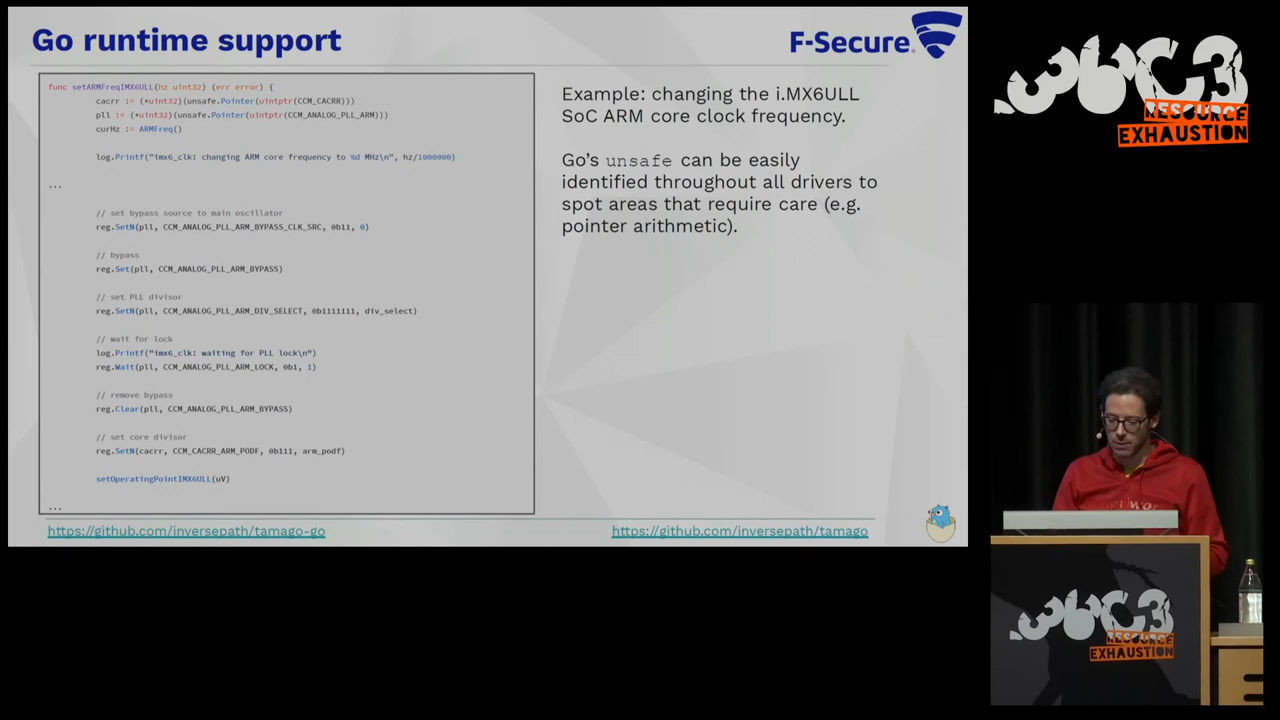 Go runtime support
F-Secure.
func setARMFreqIMX6ULL(hz uint32) (err error) {
cacrr := (*uint32)(unsafe.Pointer(uintptr(CCM_CACRR)))
pll := (*uint32)(unsafe.Pointer(uintptr(CCM_ANALOG_PLL_ARM)))
curHz := ARMFreq()
log.Printf("imx6_clk: changing ARM core frequency to %d MHz\n", hz/1000000)
...
// set bypass source to main oscillator
reg.SetN(pll, CCM_ANALOG_PLL_ARM_BYPASS_CLK_SRC, 0b11, 0)
// bypass
reg.Set(pll, CCM_ANALOG_PLL_ARM_BYPASS)
// set PLL divisor
reg.SetN(pll, CCM_ANALOG_PLL_ARM_DIV_SELECT, 0b1111111, div_select)
// wait for lock
log.Printf("imx6_clk: waiting for PLL lock\n")
reg.Wait(pll, CCM_ANALOG_PLL_ARM_LOCK, 0b1, 1)
// remove bypass
reg.Clear(pll, CCM_ANALOG_PLL_ARM_BYPASS)
// set core divisor
reg.SetN(cacrr, CCM_CACRR_ARM_PODF, 0b111, arm_podf)
setOperatingPointIMX6ULL(uV)
...
Example: changing the i.MX6ULL
SoC ARM core clock frequency.
Go's unsafe can be easily
identified throughout all drivers to
spot areas that require care (e.g.
pointer arithmetic).
https://github.com/inversepath/tamago-go
https://github.com/inversepath/tamago
36C3
RESOURCE
EXHAUSTION
36C3
RESOURCE
EXHAUSTION